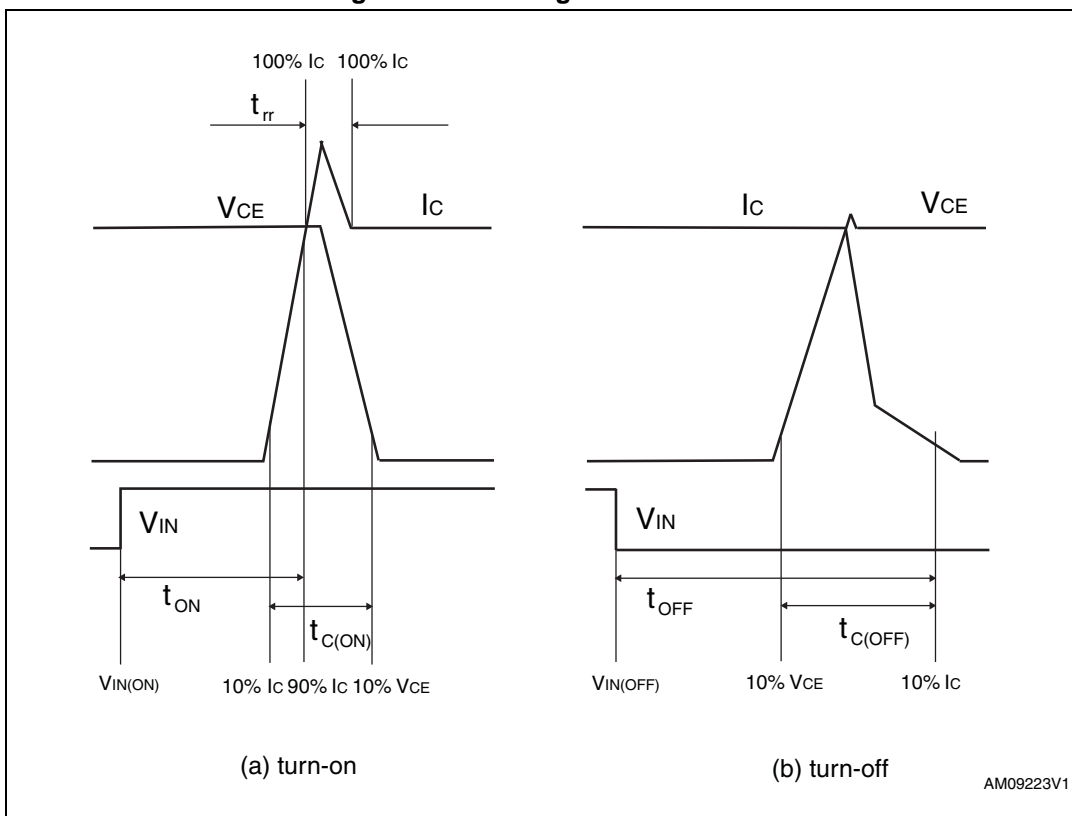 100% IC 100% IC
trr
VCE IC
VIN
tON
tC(ON)
VIN(ON) 10% IC 90% IC 10% VCE
(a) turn-on
IC VCE
VIN
tOFF
tC(OFF)
VIN(OFF) 10% VCE 10% IC
(b) turn-off
AM09223V1